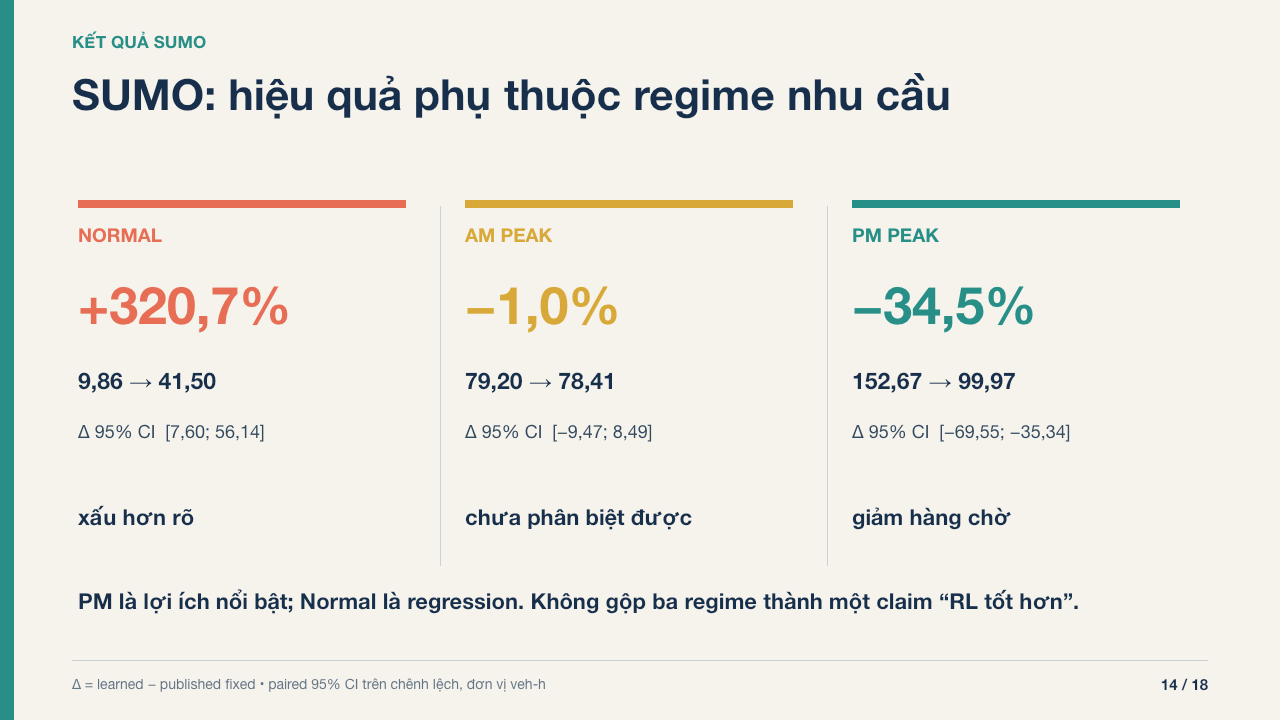 KẾT QUẢ SUMO
SUMO: hiệu quả phụ thuộc regime nhu cầu
NORMAL
+320,7%
9,86 → 41,50
Δ 95% CI [7,60; 56,14]
xấu hơn rõ
AM PEAK
−1,0%
79,20 → 78,41
Δ 95% CI [−9,47; 8,49]
chưa phân biệt được
PM PEAK
−34,5%
152,67 → 99,97
Δ 95% CI [−69,55; −35,34]
giảm hàng chờ
PM là lợi ích nổi bật; Normal là regression. Không gộp ba regime thành một claim “RL tốt hơn”.
Δ = learned − published fixed • paired 95% CI trên chênh lệch, đơn vị veh-h
14 / 18